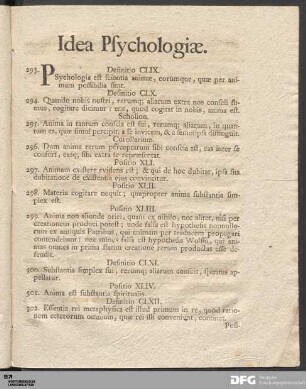 Idea Psychologiæ.
Definitio CLIX.
293. Psychologia est scientia animæ, eorumque, quæ per ani-
mam possibilia sunt.
Definitio CLX.
294. Quando nobis nostri, rerumq; aliarum extra nos conscii su-
mus, cogitare dicimur: ens, quod cogitat in nobis, anima est.
Scholion.
295. Anima in tantum conscia est sui, rerumq; aliarum, in quan-
tum ea, quæ simul percipit, a se invicem, & a semetipsa distinguit.
Corollarium.
296. Dum anima rerum perceptarum sibi conscia est, eas inter se
confert, easq; sibi extra se repræsentat.
Positio XLI.
297. Animam existere evidens est; & qui de hoc dubitat, ipsa sua
dubitatione de existentia ejus convincitur.
Positio XLII.
298. Materia cogitare nequit; quapropter anima substantia sim-
plex est.
Positio XLIII.
299. Anima non aliunde oriri, quam ex nihilo, nec aliter, nisi per
creationem produci potest; unde falsa est hypothesis nonnullo-
rum ex antiquis Patribus, qui animam per traducem propagari
contendebant: nec minus falsa est hypothesis Wolfii, qui ani-
mas omnes in prima statim creatione rerum productas esse de-
fendit.
Definitio CLXI.
300. Substantia simplex sui, rerumq; aliarum conscia, spiritus ap-
pellatur.
Positio XLIV.
301. Anima est substantia spiritualis.
Definitio CLXII.
302. Essentia rei metaphysica est illud primum in re, quod ratio-
nem cæterorum omnium, quæ rei illi conveniunt, continet.
Posi-
DFG